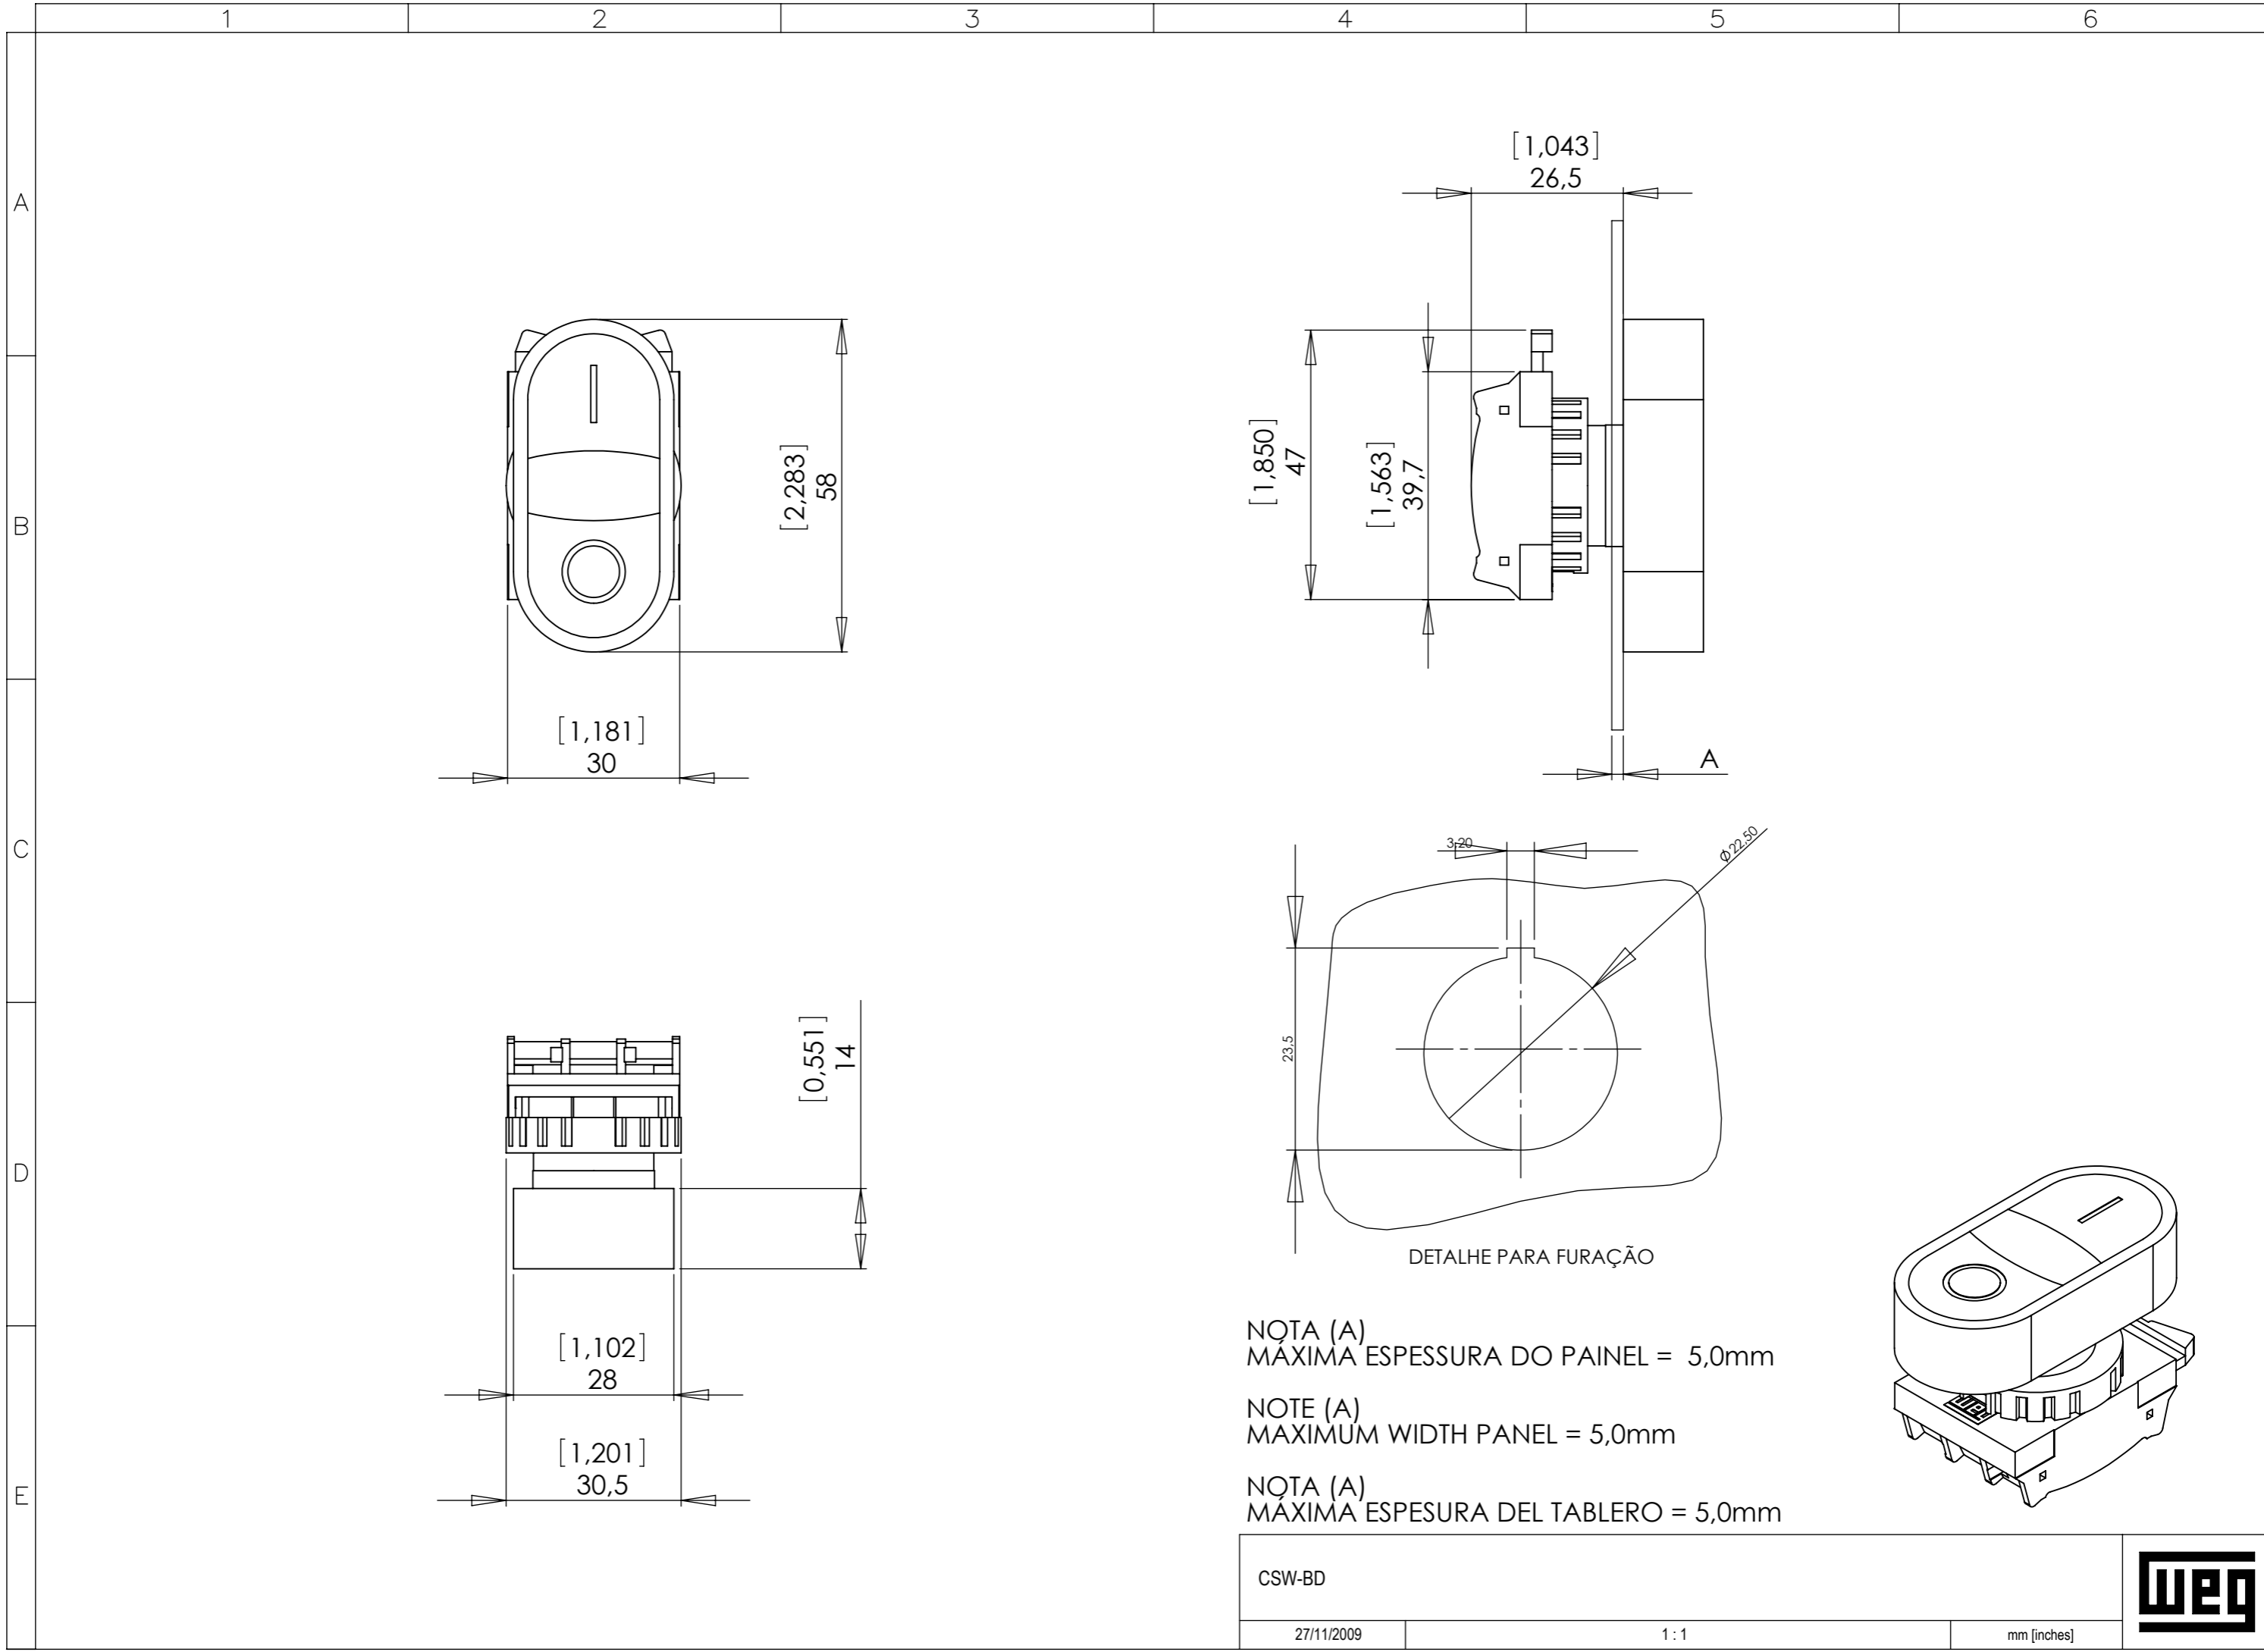 1 2 3 4 5 6
A
B
C
D
E
[1,043]
26,5
[2,283]
58
[1,181]
30
[1,850]
47
[1,563]
39,7
A
3,20
Ø 22,50
23,5
DETALHE PARA FURAÇÃO
[0,551]
14
[1,102]
28
[1,201]
30,5
NOTA (A)
MÁXIMA ESPESSURA DO PAINEL = 5,0mm
NOTE (A)
MAXIMUM WIDTH PANEL = 5,0mm
NOTA (A)
MÁXIMA ESPESURA DEL TABLERO = 5,0mm
CSW-BD
weg
27/11/2009 1 : 1 mm [inches]